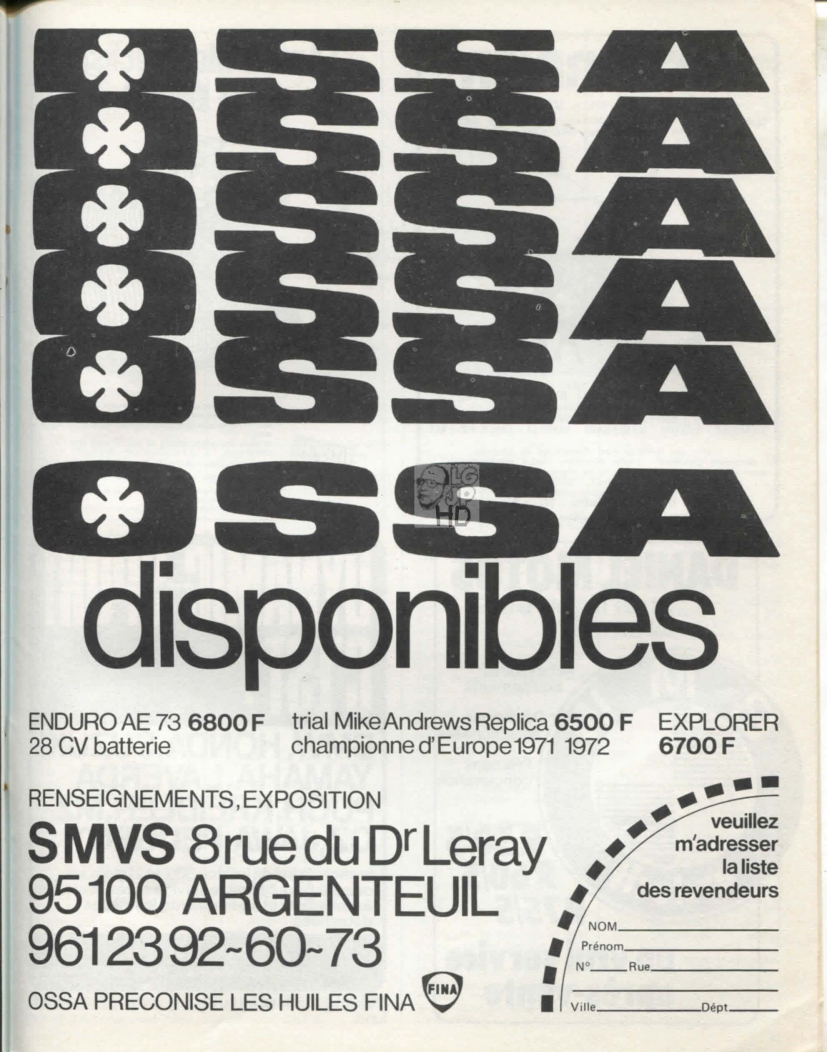 OSSA
OSSA
OSSA
OSSA
OSSA
OSSA
LG
JP
HD
disponibles
ENDURO AE 73 6800 F
28 CV batterie
trial Mike Andrews Replica 6500 F
championne d'Europe 1971 1972
EXPLORER
6700 F
RENSEIGNEMENTS, EXPOSITION
SMVS 8 rue du Dr Leray
95100 ARGENTEUIL
961 23 92~60~73
OSSA PRECONISE LES HUILES FINA
FINA
veuillez
m'adresser
la liste
des revendeurs
NOM
Prénom
N° Rue
Ville Dépt